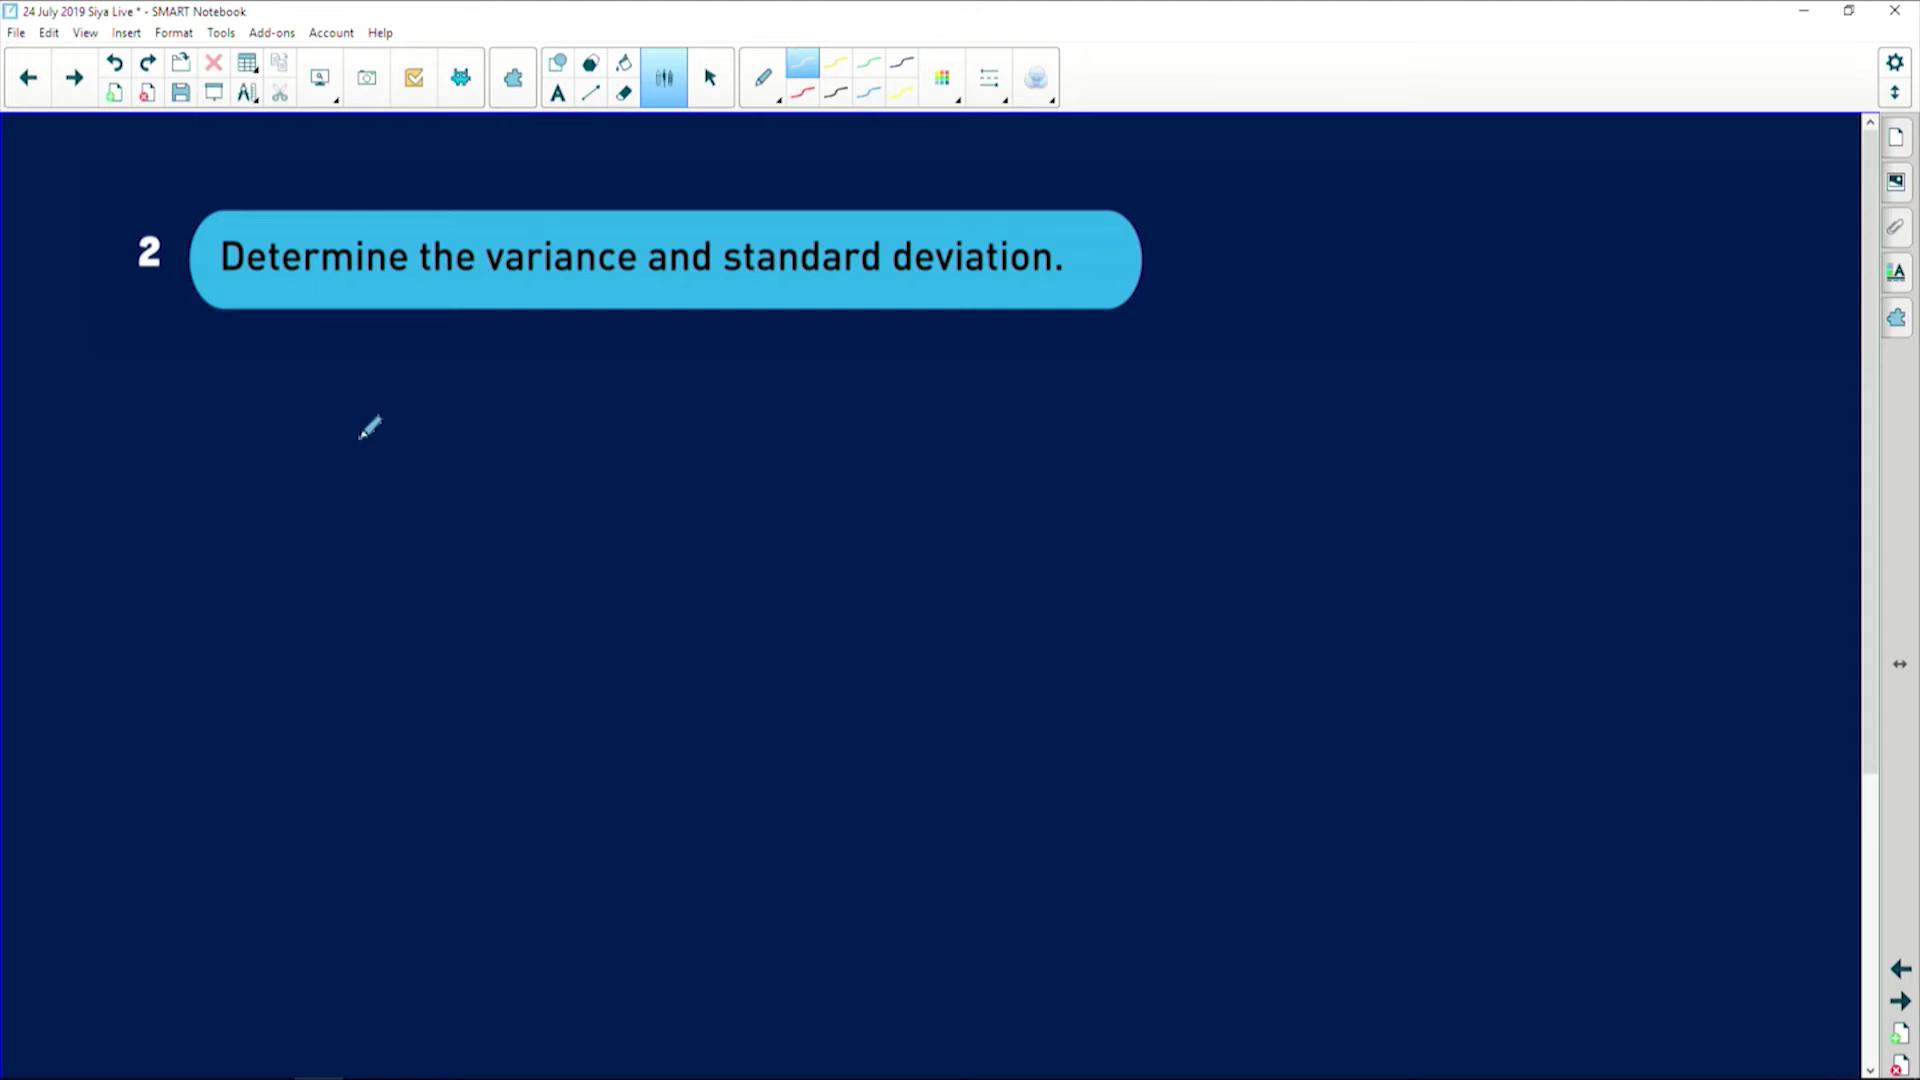 24 July 2019 Siya Live * - SMART Notebook
File Edit View Insert Format Tools Add-ons Account Help
2 Determine the variance and standard deviation.